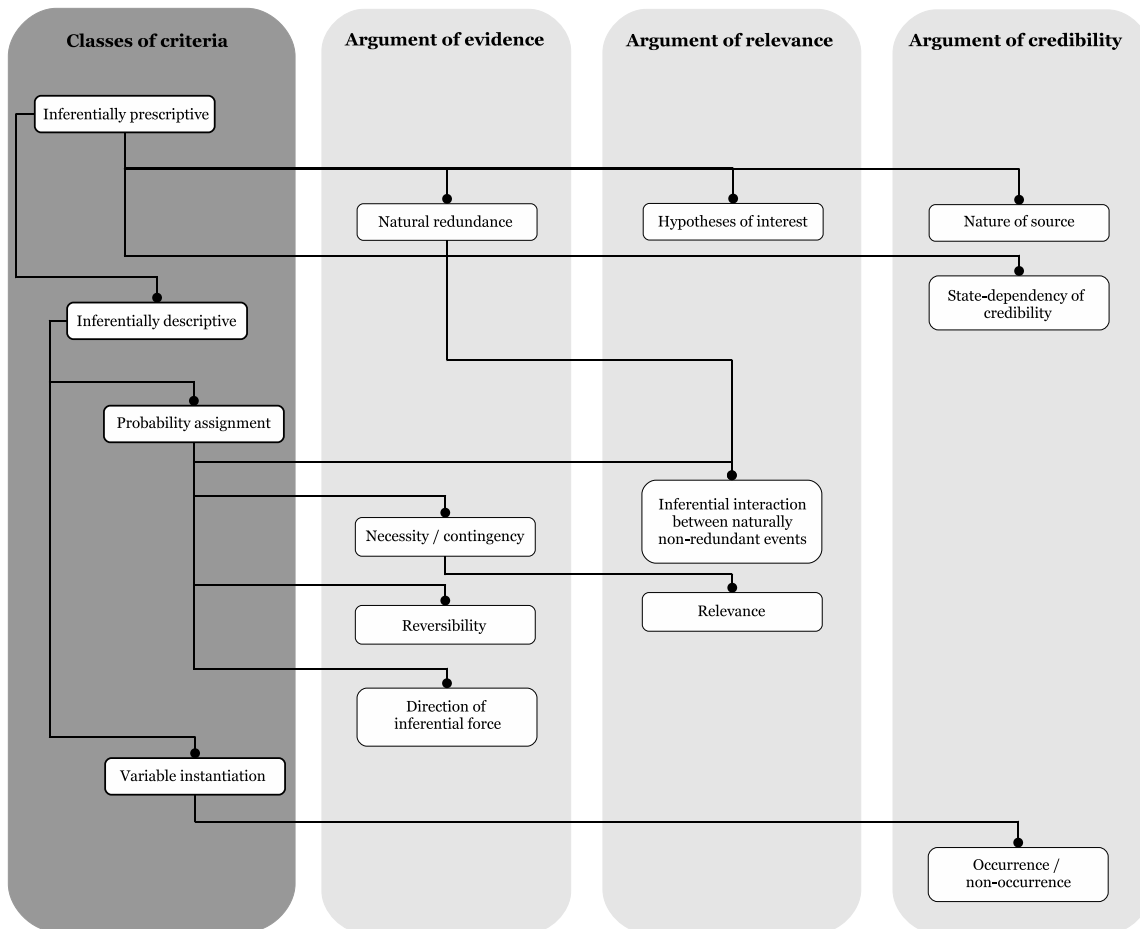 Classes of criteria
Argument of evidence
Argument of relevance
Argument of credibility
Inferentially prescriptive
Natural redundance
Hypotheses of interest
Nature of source
State-dependency of
credibility
Inferentially descriptive
Probability assignment
Inferential interaction
between naturally
non-redundant events
Necessity / contingency
Relevance
Reversibility
Direction of
inferential force
Variable instantiation
Occurrence /
non-occurrence